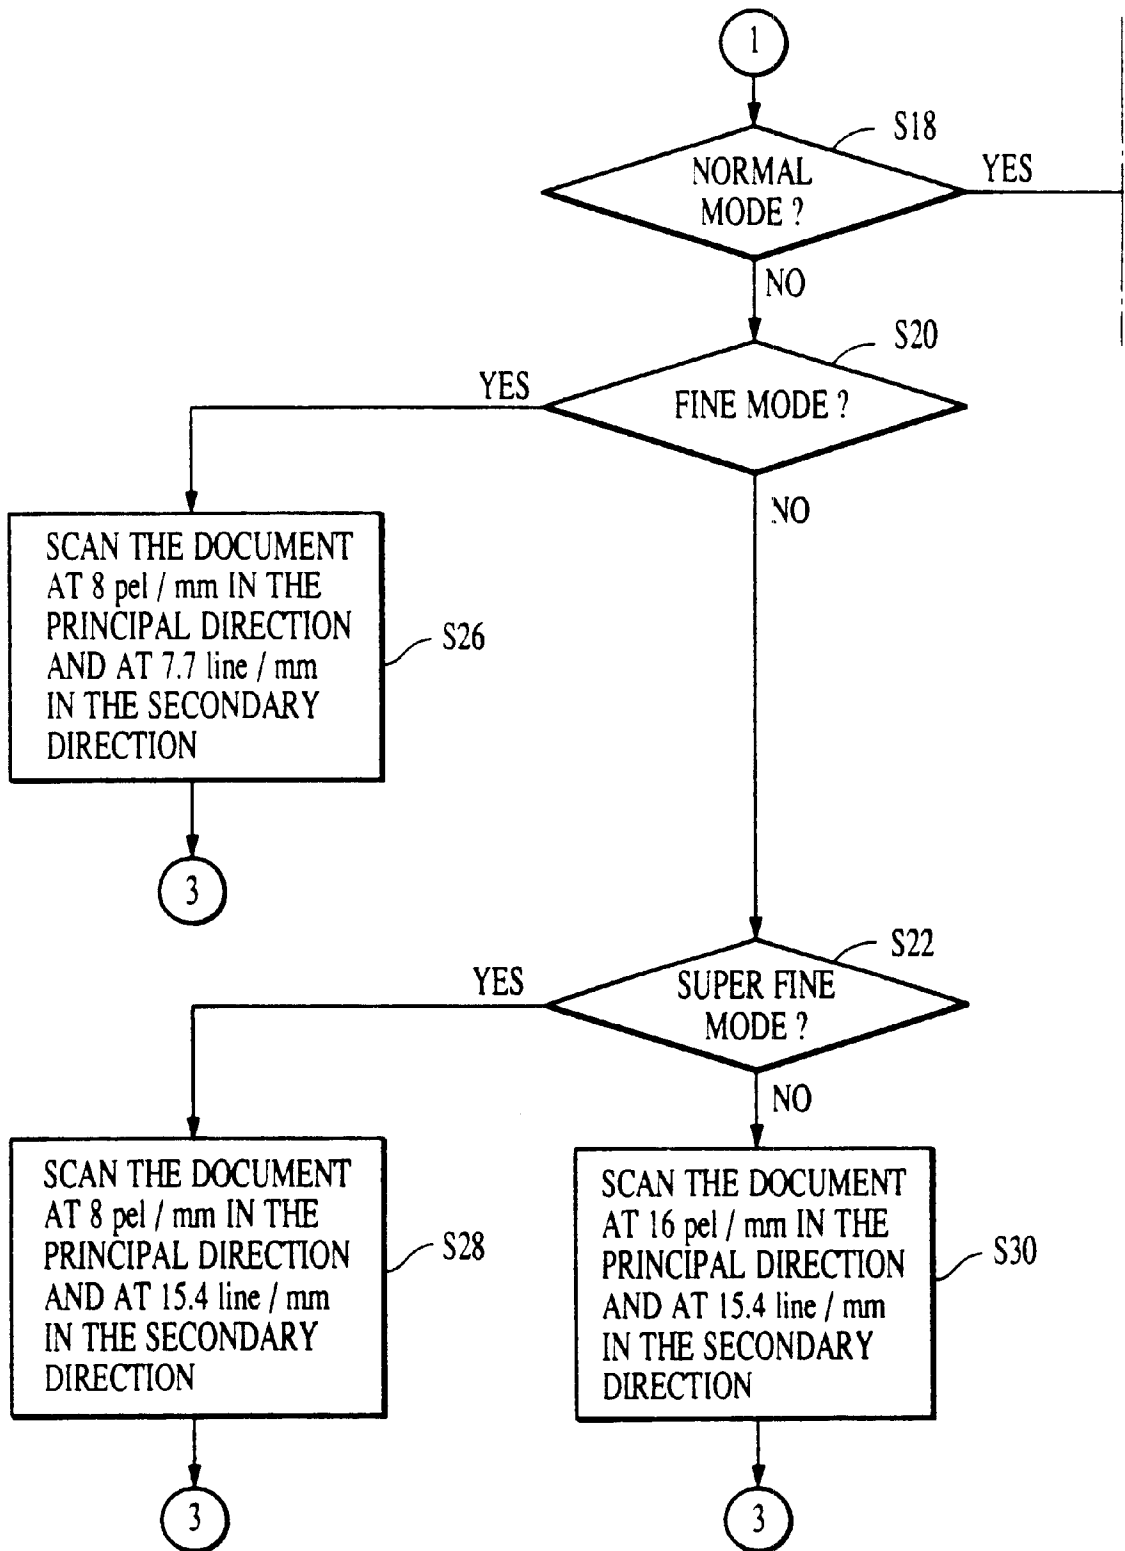 1
S18
NORMAL
MODE ?
YES
NO
S20
YES
FINE MODE ?
NO
SCAN THE DOCUMENT
AT 8 pel / mm IN THE
PRINCIPAL DIRECTION
AND AT 7.7 line / mm
IN THE SECONDARY
DIRECTION
S26
3
S22
YES
SUPER FINE
MODE ?
NO
SCAN THE DOCUMENT
AT 8 pel / mm IN THE
PRINCIPAL DIRECTION
AND AT 15.4 line / mm
IN THE SECONDARY
DIRECTION
S28
SCAN THE DOCUMENT
AT 16 pel / mm IN THE
PRINCIPAL DIRECTION
AND AT 15.4 line / mm
IN THE SECONDARY
DIRECTION
S30
3
3